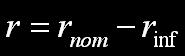 r = r_nom − r_inf